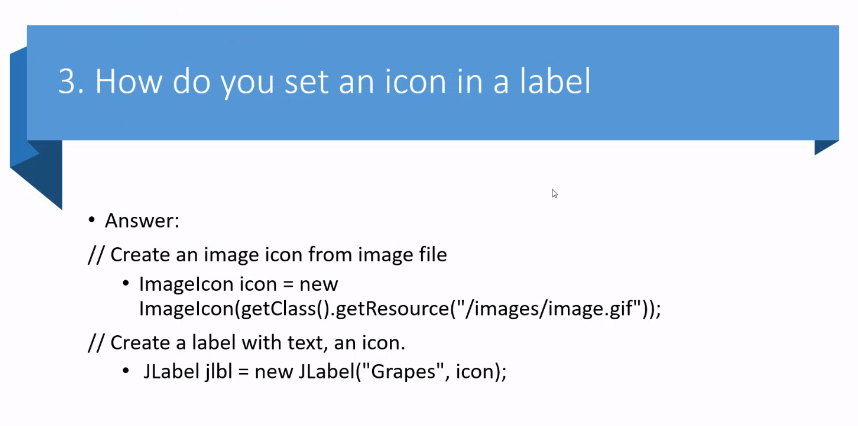 3. How do you set an icon in a label
• Answer:
// Create an image icon from image file
• ImageIcon icon = new
ImageIcon(getClass().getResource("/images/image.gif"));
// Create a label with text, an icon.
• JLabel jlbl = new JLabel("Grapes", icon);